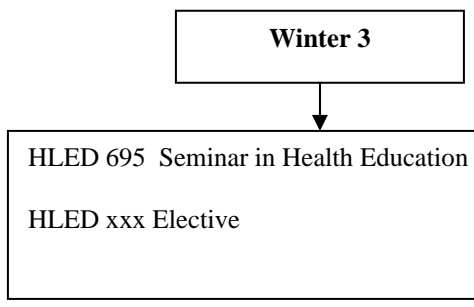 Winter 3
HLED 695 Seminar in Health Education
HLED xxx Elective